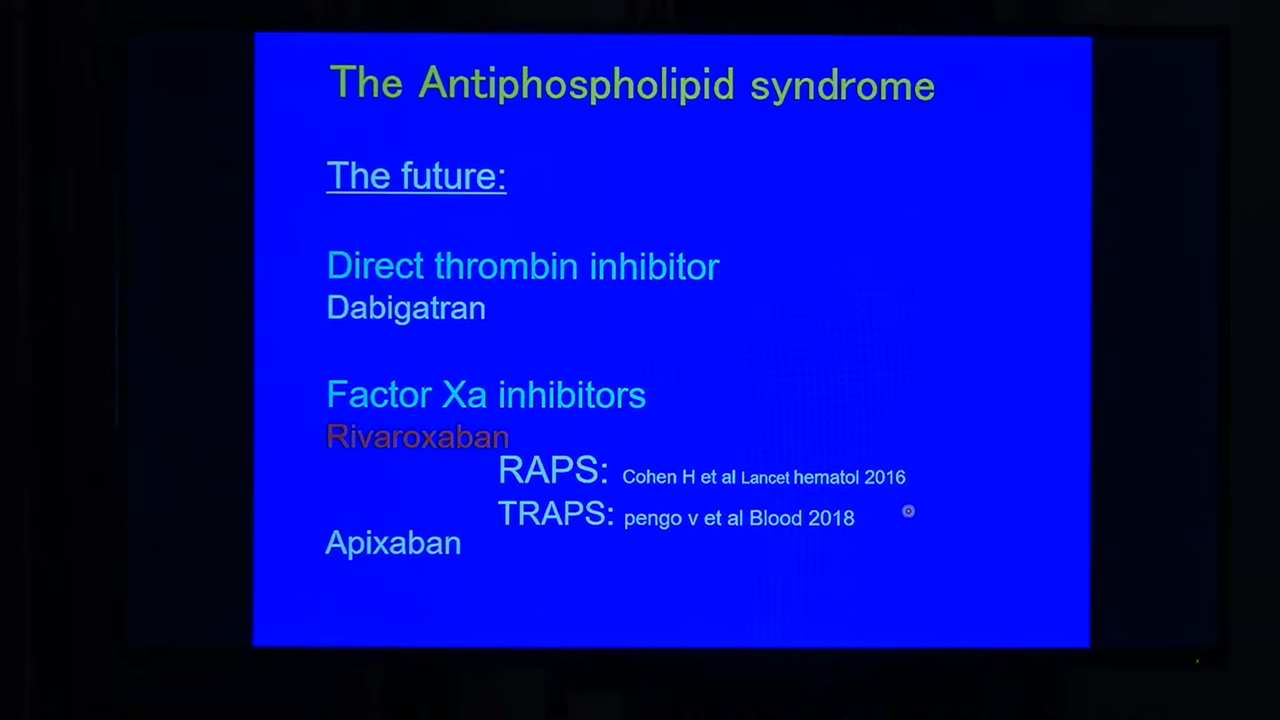 The Antiphospholipid syndrome
The future:
Direct thrombin inhibitor
Dabigatran
Factor Xa inhibitors
Rivaroxaban
RAPS: Cohen H et al Lancet hematol 2016
TRAPS: pengo v et al Blood 2018
Apixaban